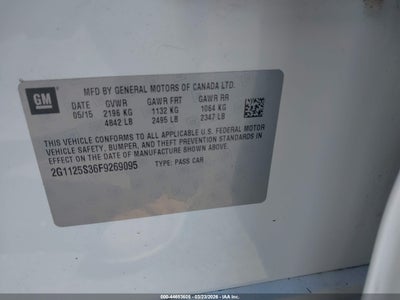 GM
MFD BY GENERAL MOTORS OF CANADA LTD.
DATE GVWR GAWR FRT GAWR RR
05/15 2196 KG 1132 KG 1064 KG
4842 LB 2495 LB 2347 LB
THIS VEHICLE CONFORMS TO ALL APPLICABLE U.S. FEDERAL MOTOR
VEHICLE SAFETY, BUMPER, AND THEFT PREVENTION STANDARDS IN
EFFECT ON THE DATE OF MANUFACTURE SHOWN ABOVE.
2G1125S36F9269095 TYPE: PASS CAR
000-44693605 - 03/23/2026 - IAA Inc.